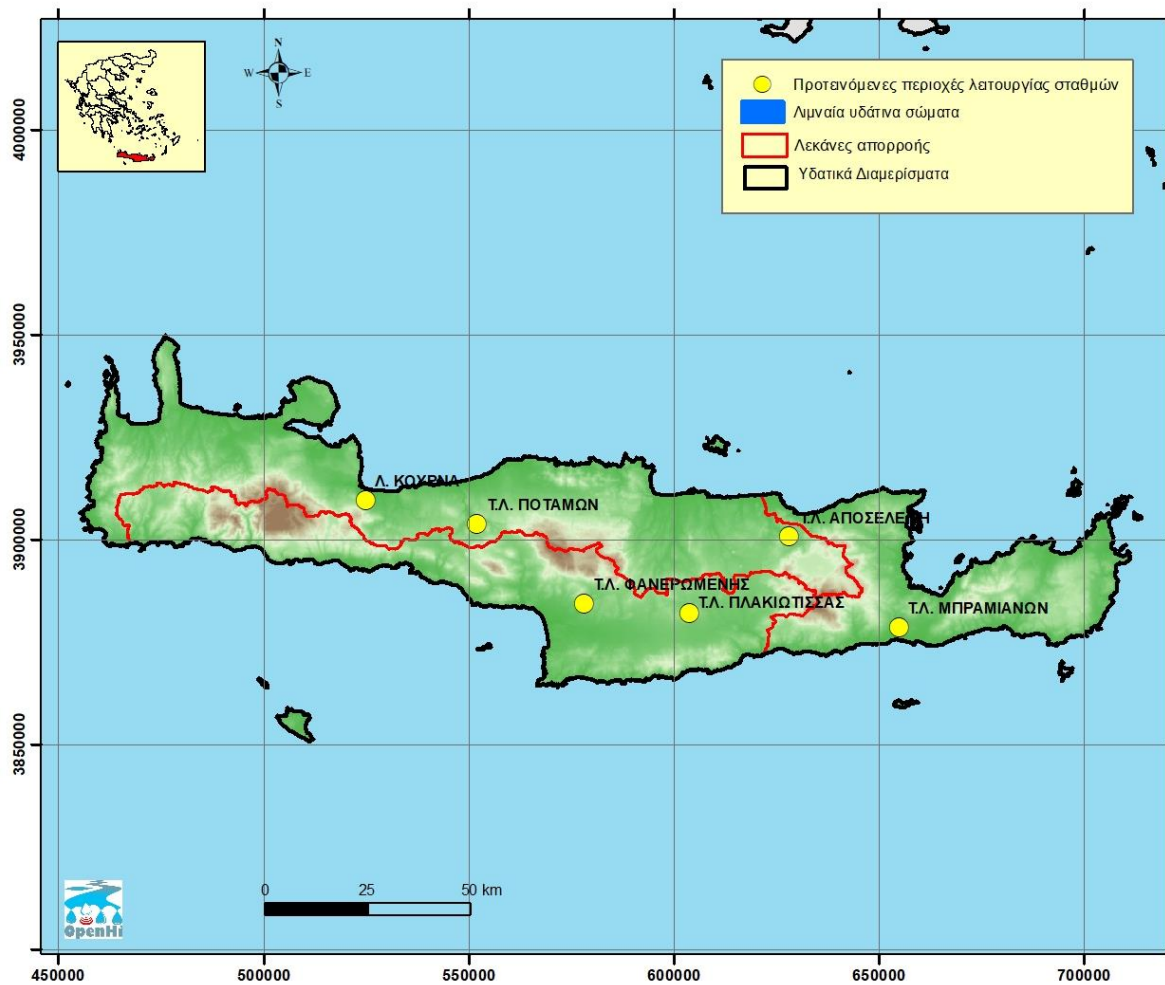 N
W E
S
Προτεινόμενες περιοχές λειτουργίας σταθμών
Λιμναία υδάτινα σώματα
Λεκάνες απορροής
Υδατικά Διαμερίσματα
4000000
3950000
3900000
3850000
Λ. ΚΟΥΡΝΑ
Τ.Λ. ΠΟΤΑΜΩΝ
Τ.Λ. ΑΠΟΣΕΛΕΜΗ
Τ.Λ. ΦΑΝΕΡΩΜΕΝΗΣ
Τ.Λ. ΠΛΑΚΙΩΤΙΣΣΑΣ
Τ.Λ. ΜΠΡΑΜΙΑΝΩΝ
0 25 50 km
OpenHi
450000 500000 550000 600000 650000 700000